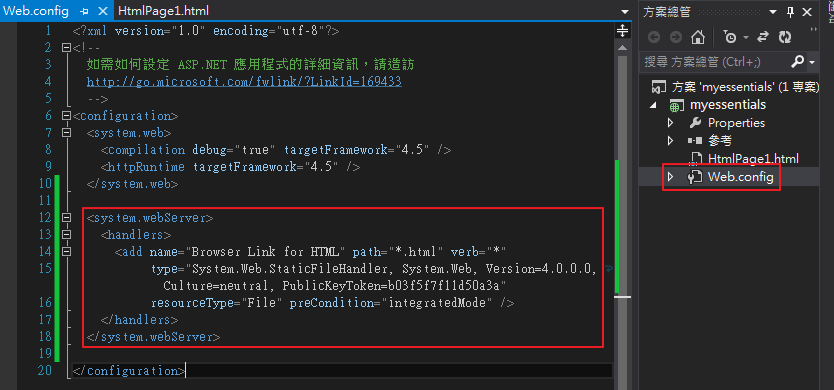 Web.config HtmlPage1.html
1 <?xml version="1.0" encoding="utf-8"?>
2 <!--
3 如需如何設定 ASP.NET 應用程式的詳細資訊，請造訪
4 http://go.microsoft.com/fwlink/?LinkId=169433
5 -->
6 <configuration>
7 <system.web>
8 <compilation debug="true" targetFramework="4.5" />
9 <httpRuntime targetFramework="4.5" />
10 </system.web>
11
12 <system.webServer>
13 <handlers>
14 <add name="Browser Link for HTML" path="*.html" verb="*"
15 type="System.Web.StaticFileHandler, System.Web, Version=4.0.0.0,
Culture=neutral, PublicKeyToken=b03f5f7f11d50a3a"
16 resourceType="File" preCondition="integratedMode" />
17 </handlers>
18 </system.webServer>
19
20 </configuration>
方案總管
搜尋 方案總管 (Ctrl+;)
方案 'myessentials' (1 專案)
myessentials
Properties
參考
HtmlPage1.html
Web.config